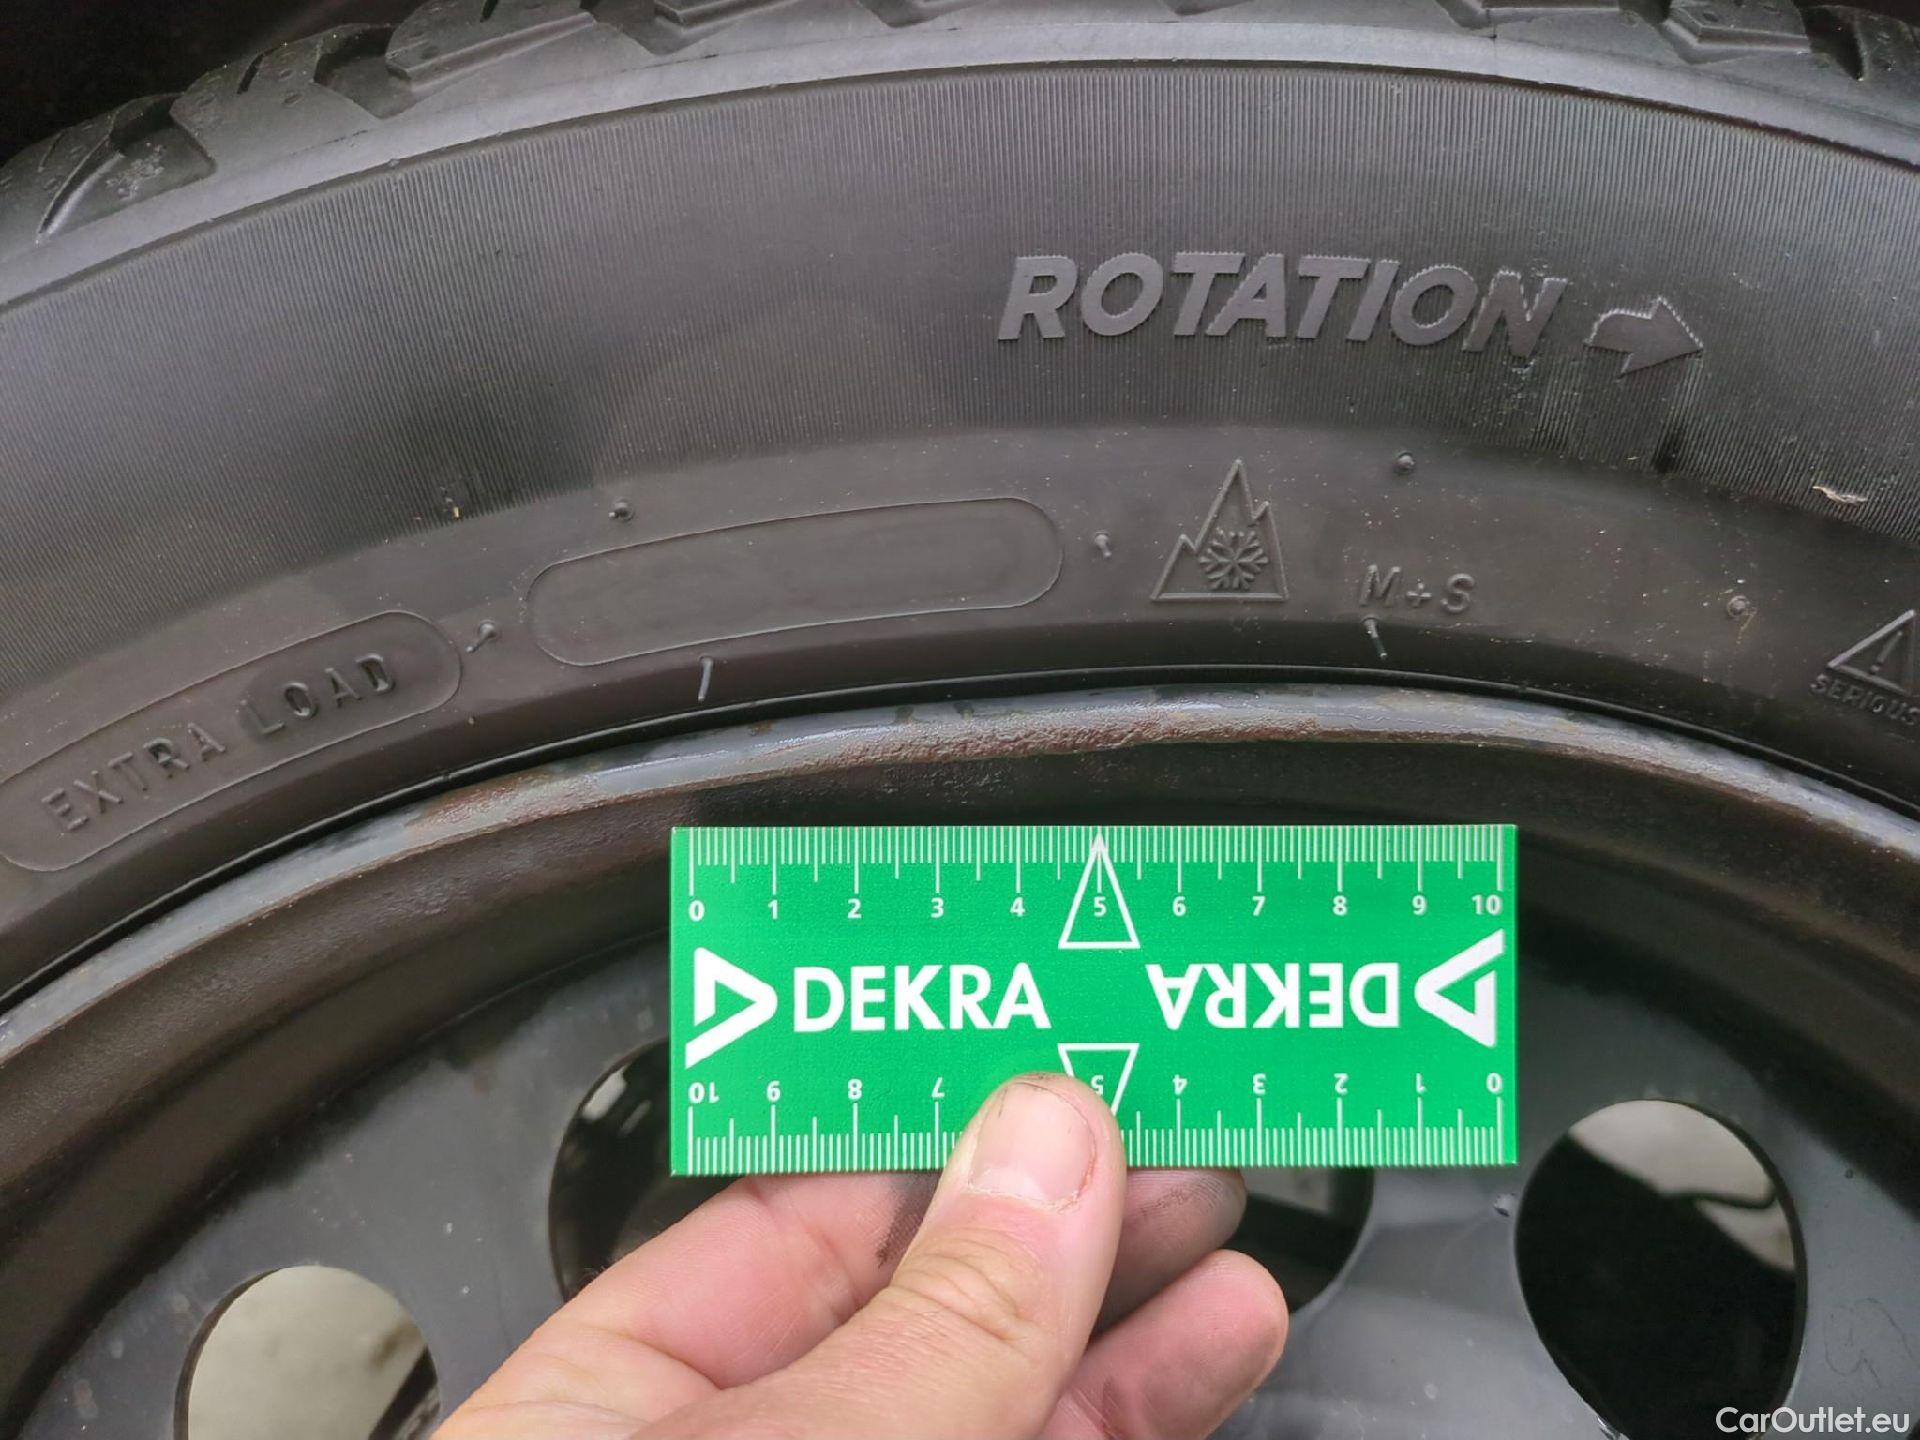 ROTATION
M+S
EXTRA LOAD
SERIOUS
0 1 2 3 4 5 6 7 8 9 10
DEKRA DEKRA
10 9 8 7 5 4 3 2 1 0
CarOutlet.eu